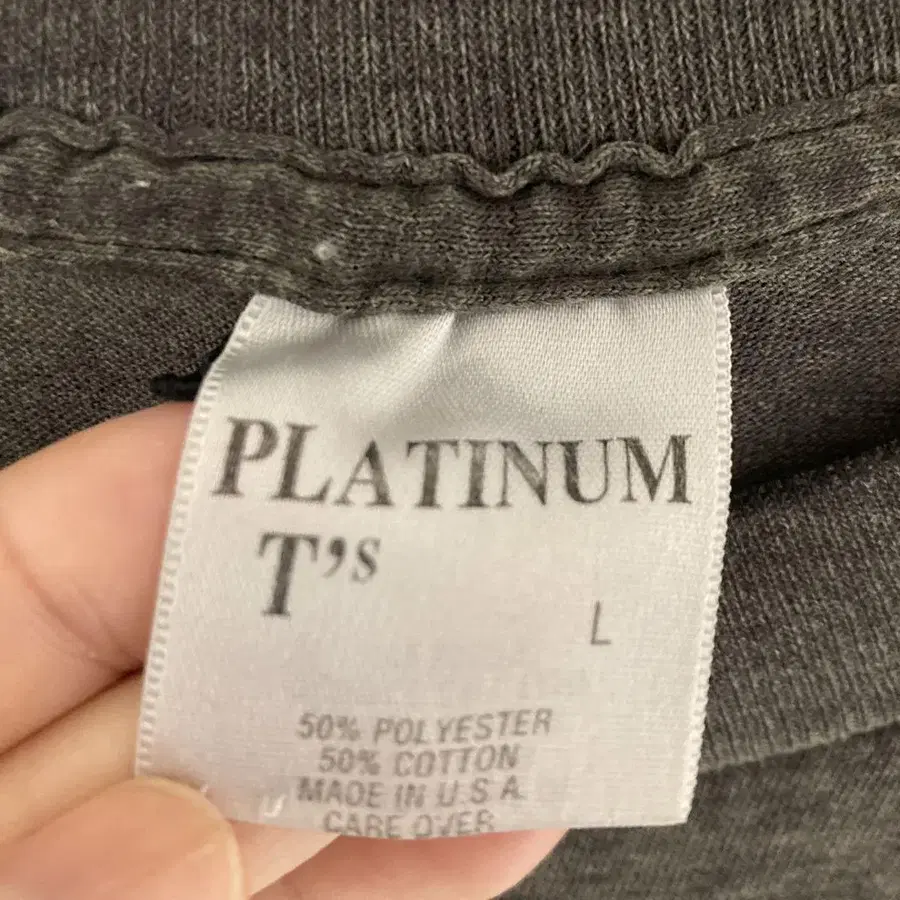 PLATINUM
T's
L
50% POLYESTER
50% COTTON
MADE IN U.S.A.
CARE OVER